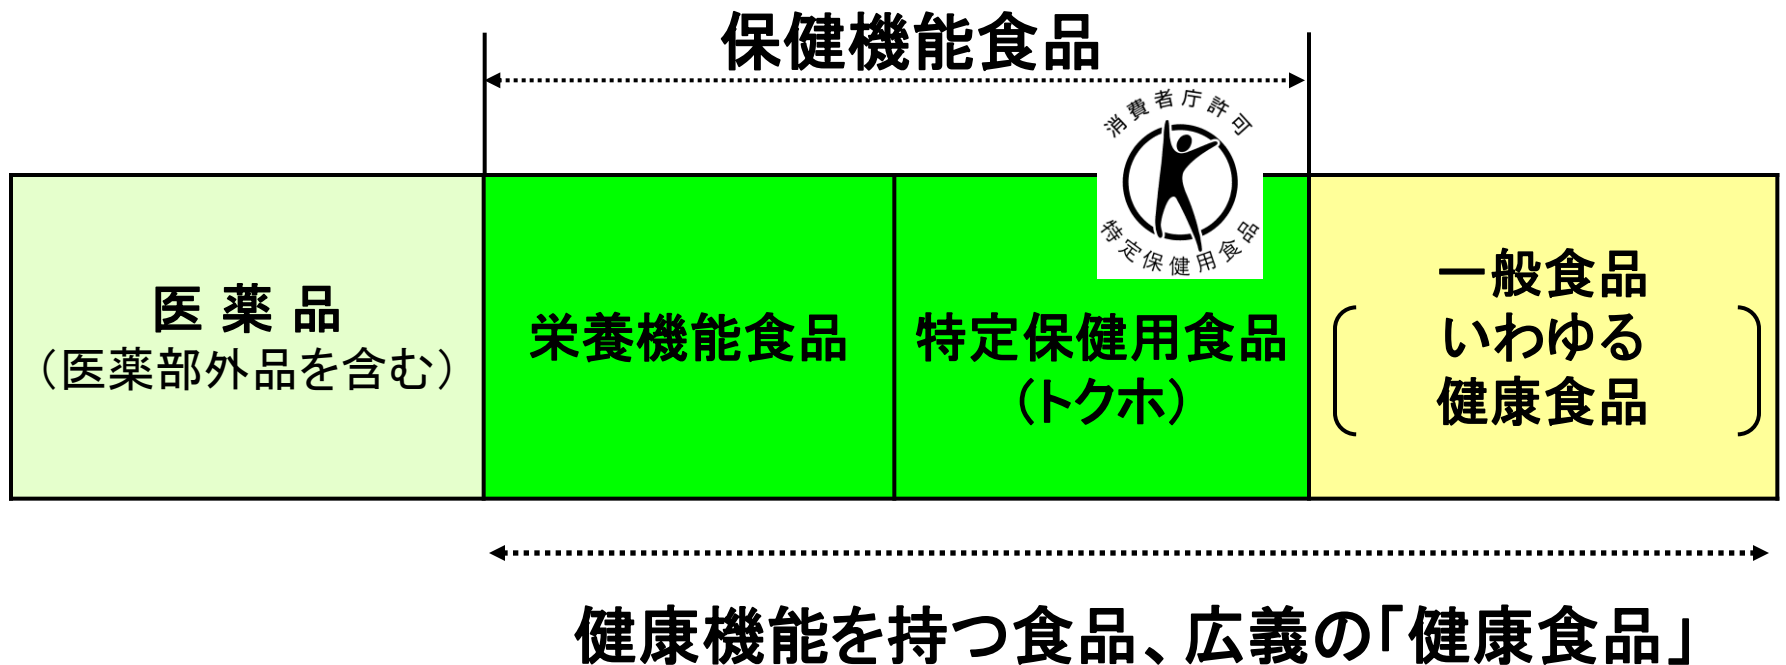 保健機能食品
消費者庁許可
特定保健用食品
医薬品
（医薬部外品を含む）
栄養機能食品
特定保健用食品
（トクホ）
一般食品
いわゆる
健康食品
健康機能を持つ食品、広義の「健康食品」